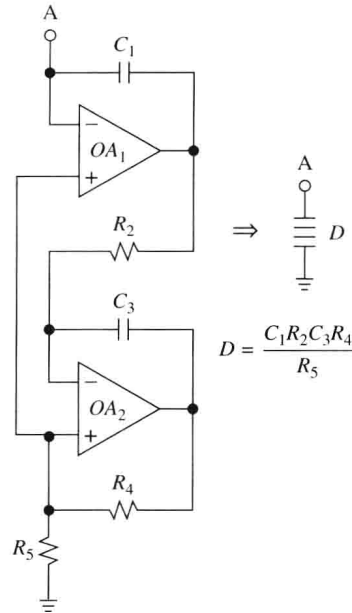 A
C₁
−
OA₁
+
R₂
A
⇒
D
C₃
D = C₁R₂C₃R₄ / R₅
−
OA₂
+
R₄
R₅